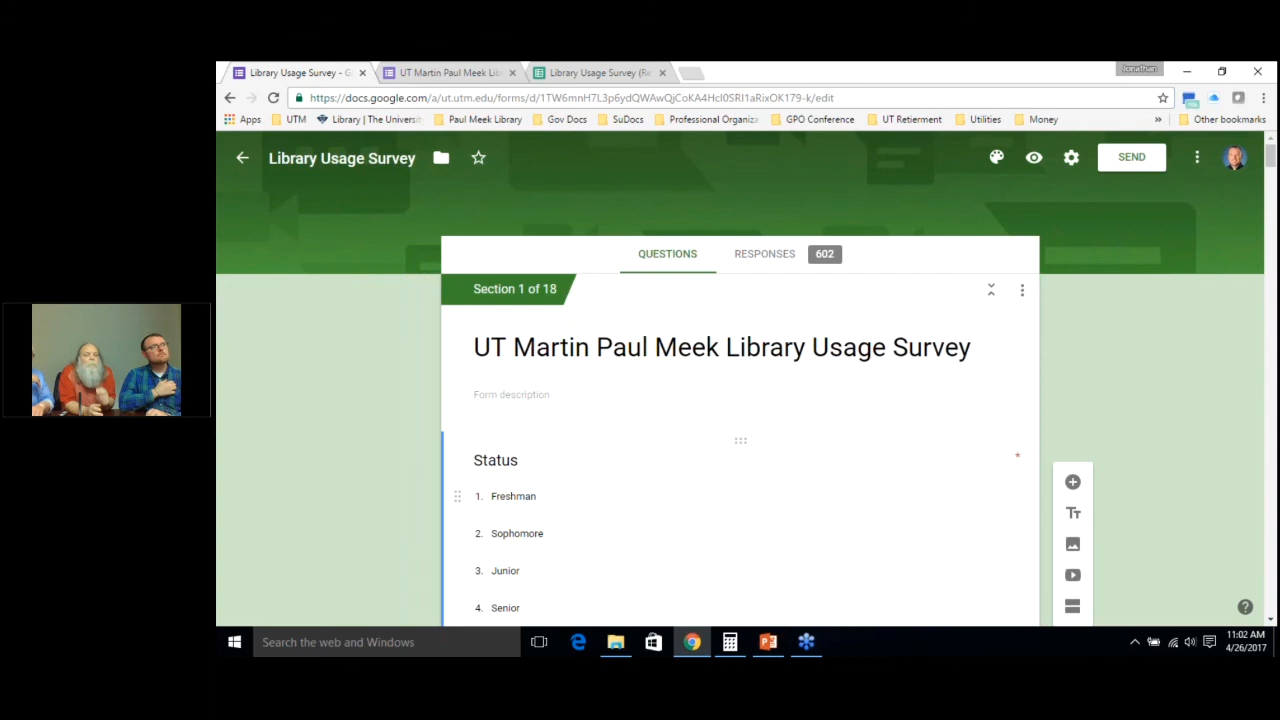 Library Usage Survey - G
UT Martin Paul Meek Lib
Library Usage Survey (Re
Jonathan
https://docs.google.com/a/ut.utm.edu/forms/d/1TW6mnH7L3p6ydQWAwQjCoKA4HcI0SRI1aRixOK179-k/edit
Apps UTM Library | The Universit Paul Meek Library Gov Docs SuDocs Professional Organiza GPO Conference UT Retirement Utilities Money » Other bookmarks
Library Usage Survey
SEND
QUESTIONS RESPONSES 602
Section 1 of 18
UT Martin Paul Meek Library Usage Survey
Form description
Status *
1. Freshman
2. Sophomore
3. Junior
4. Senior
Search the web and Windows
11:02 AM
4/26/2017